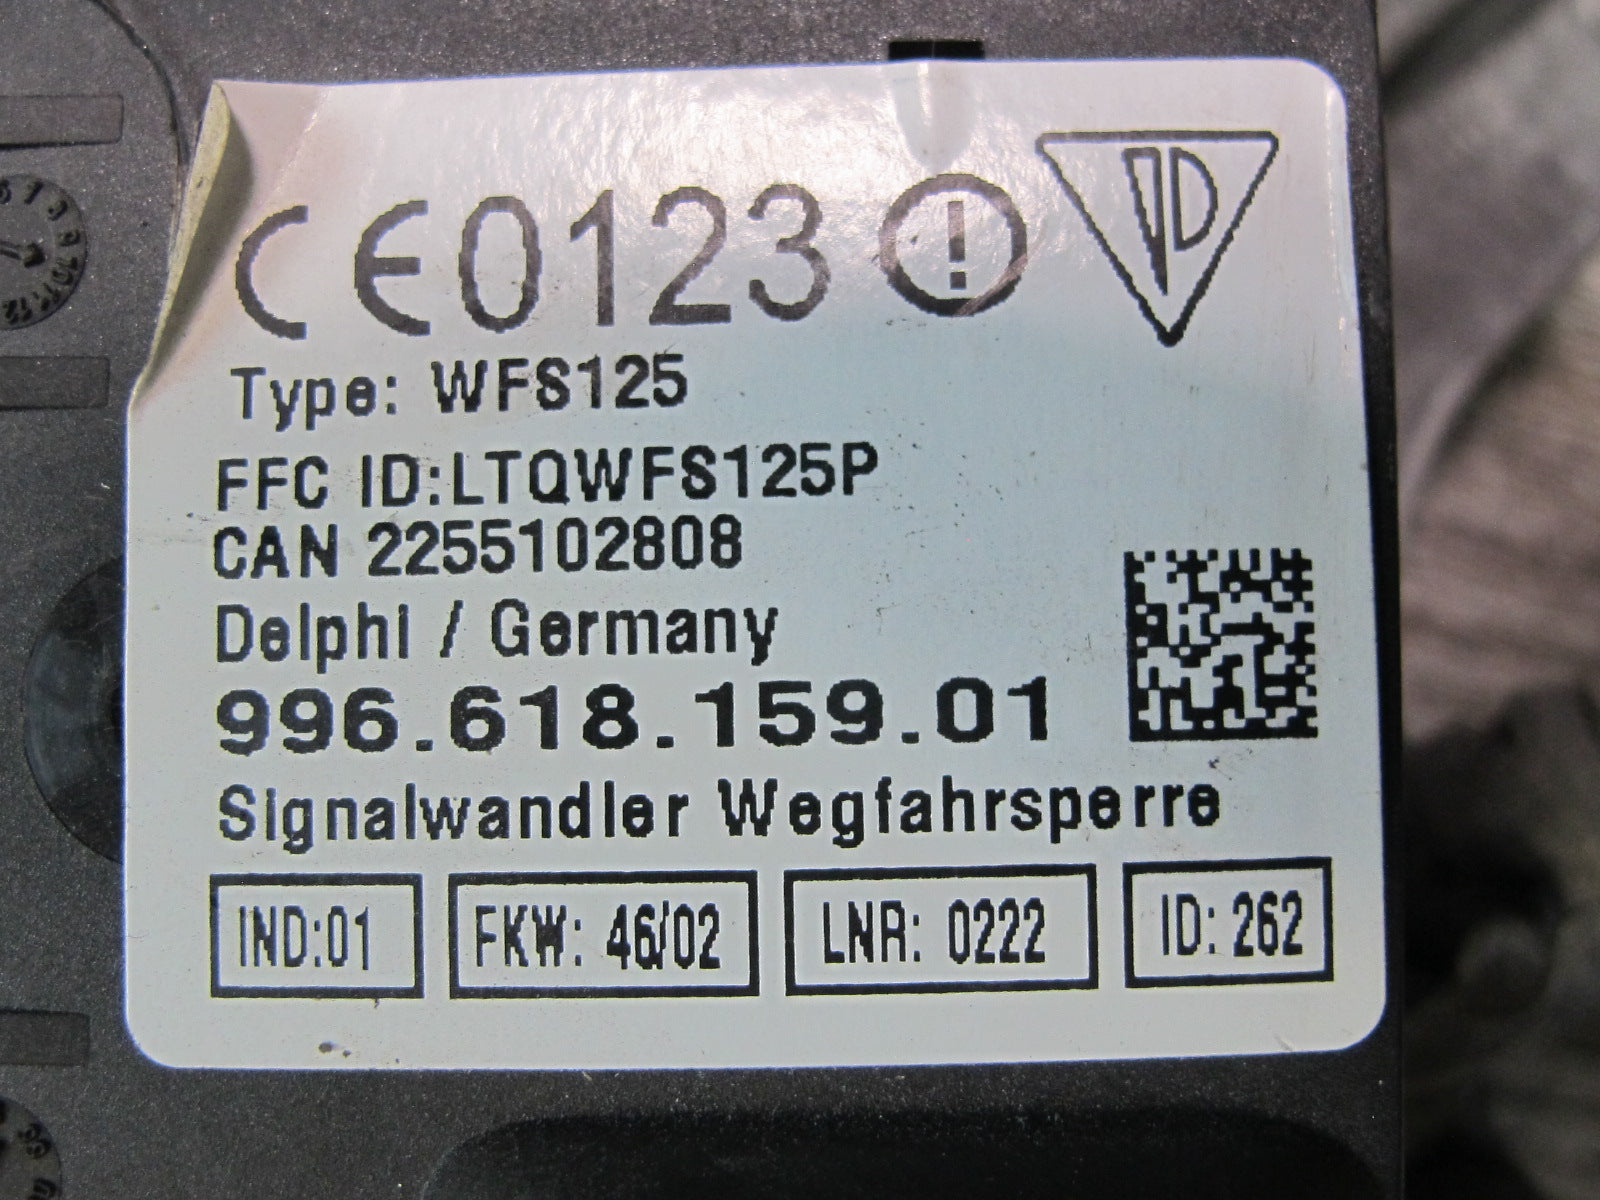 CE0123 !
Type: WFS125
FFC ID:LTQWFS125P
CAN 2255102808
Delphi / Germany
996.618.159.01
Signalwandler Wegfahrsperre
IND:01 FKW: 46/02 LNR: 0222 ID: 262